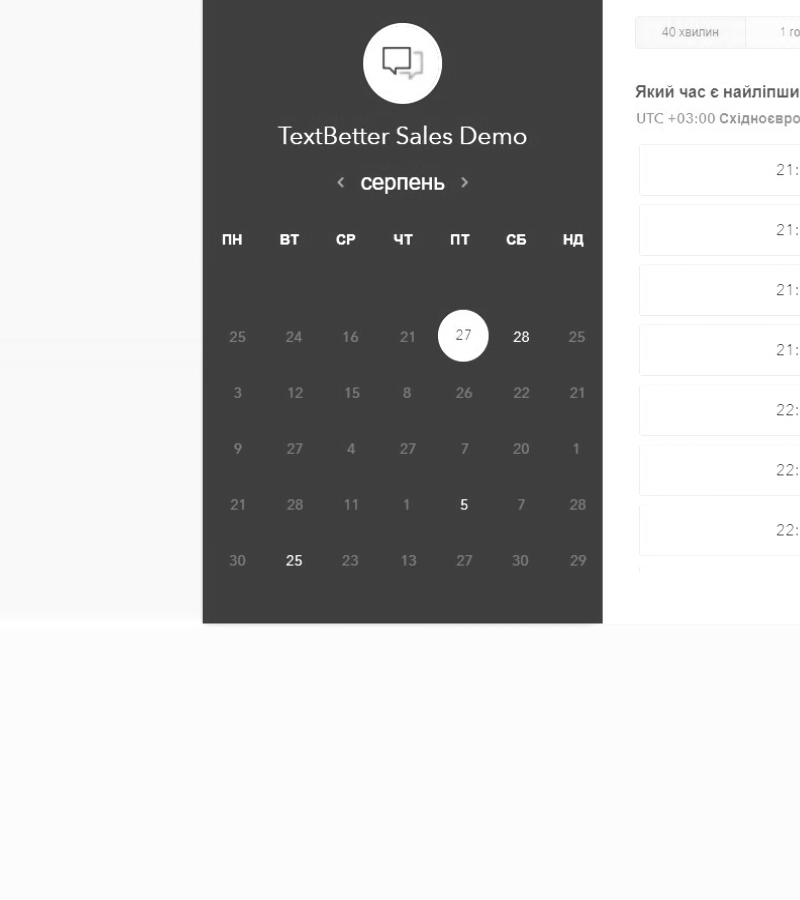 TextBetter Sales Demo
‹ серпень ›
ПН ВТ СР ЧТ ПТ СБ НД
25 24 16 21 27 28 25
3 12 15 8 26 22 21
9 27 4 27 7 20 1
21 28 11 1 5 7 28
30 25 23 13 27 30 29
40 хвилин 1 го
Який час є найліпши
UTC +03:00 Східноєвро
21:
21:
21:
21:
22:
22:
22: